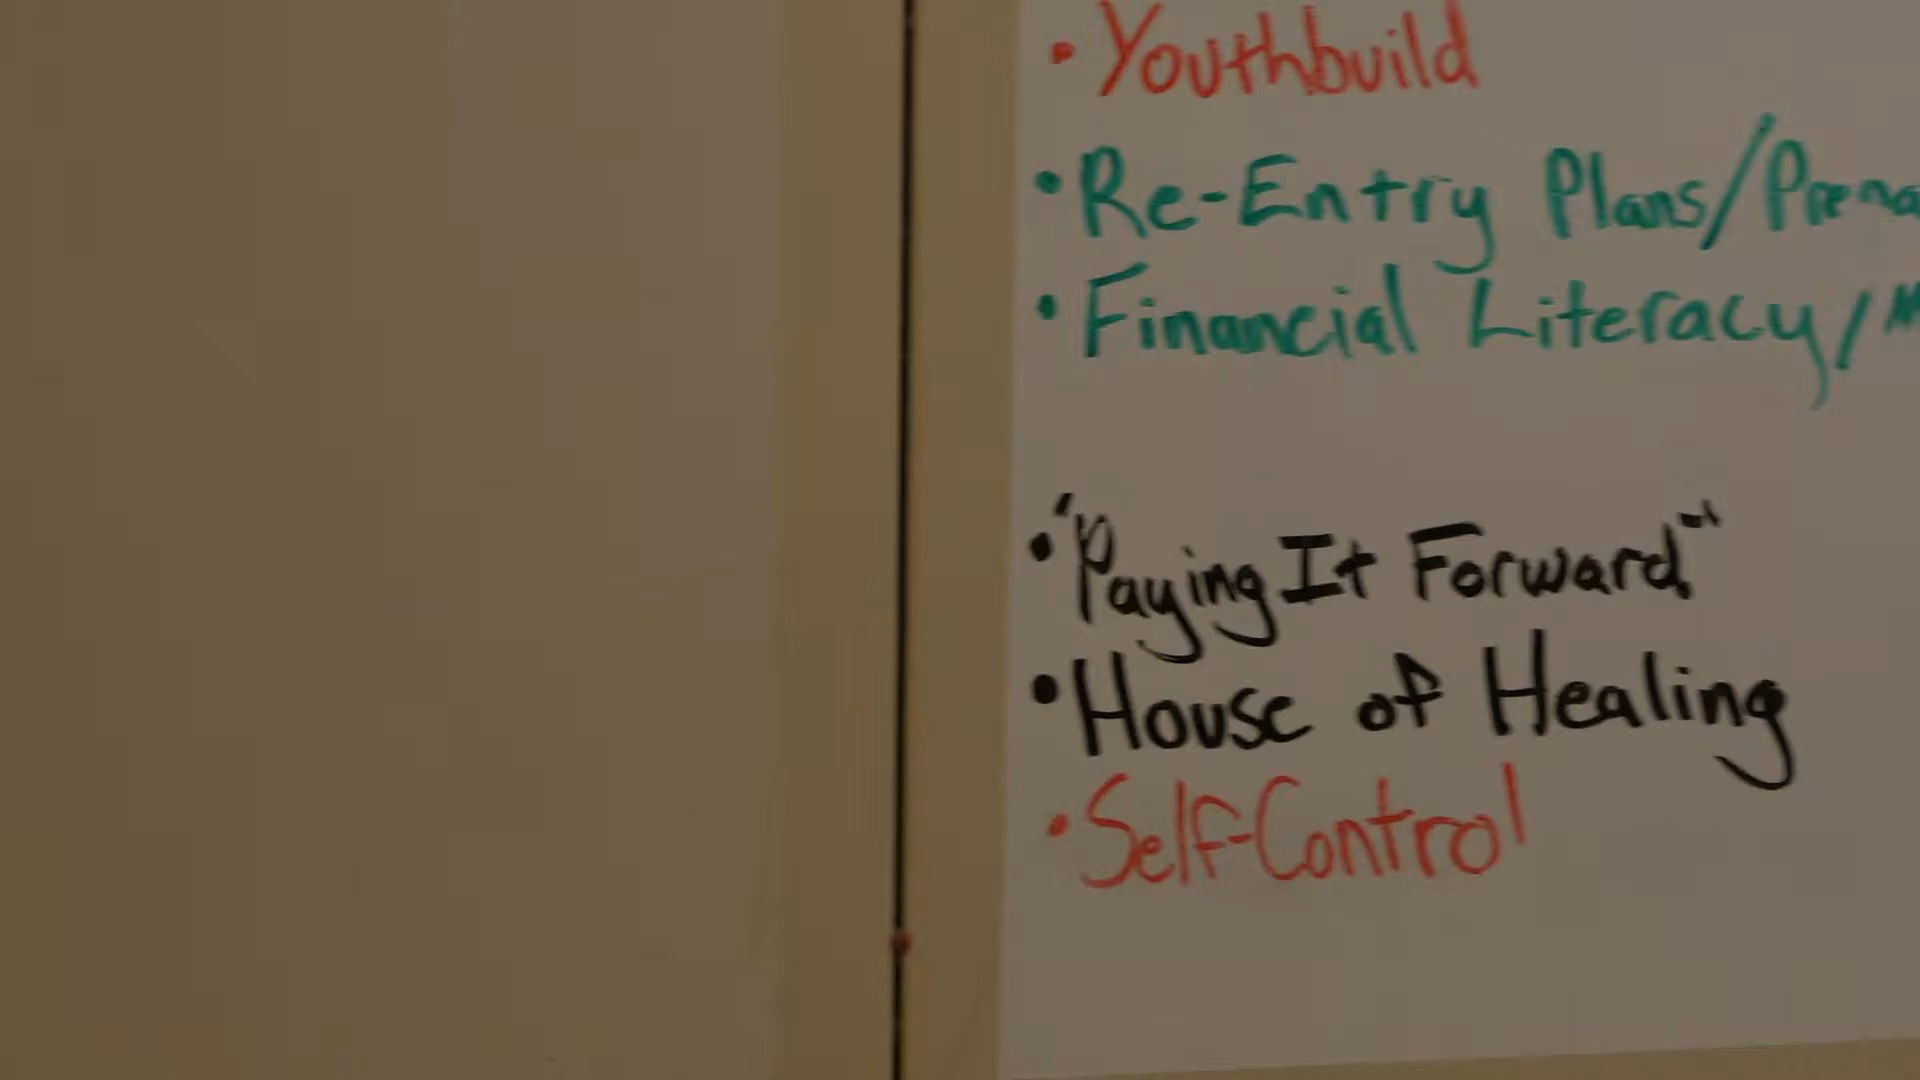 • Youthbuild
• Re-Entry Plans/
• Financial Literacy/
• "Paying It Forward"
• House of Healing
• Self-Control